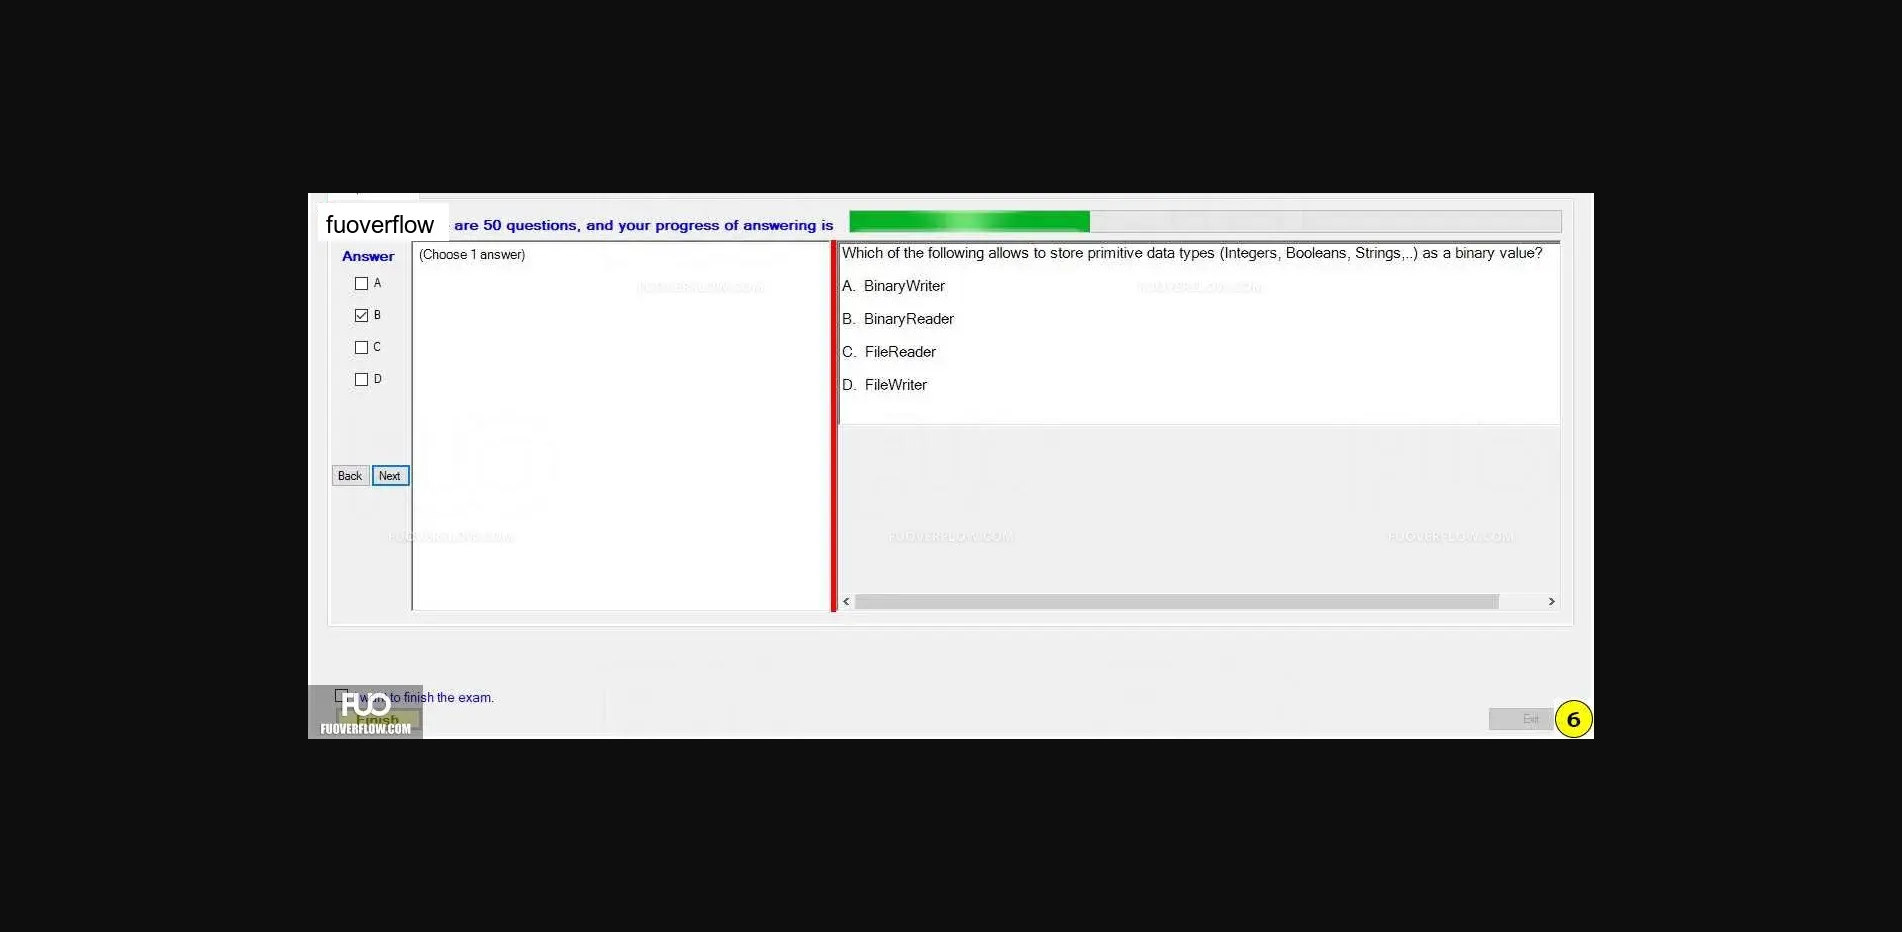 fuoverflow are 50 questions, and your progress of answering is
Answer
(Choose 1 answer)
A
B
C
D
Back Next
Which of the following allows to store primitive data types (Integers, Booleans, Strings,..) as a binary value?
A. BinaryWriter
B. BinaryReader
C. FileReader
D. FileWriter
FUOVERFLOW.COM FUOVERFLOW.COM
FUOVERFLOW.COM FUOVERFLOW.COM FUOVERFLOW.COM
want to finish the exam.
Finish
FUO
FUOVERFLOW.COM
Exit
6